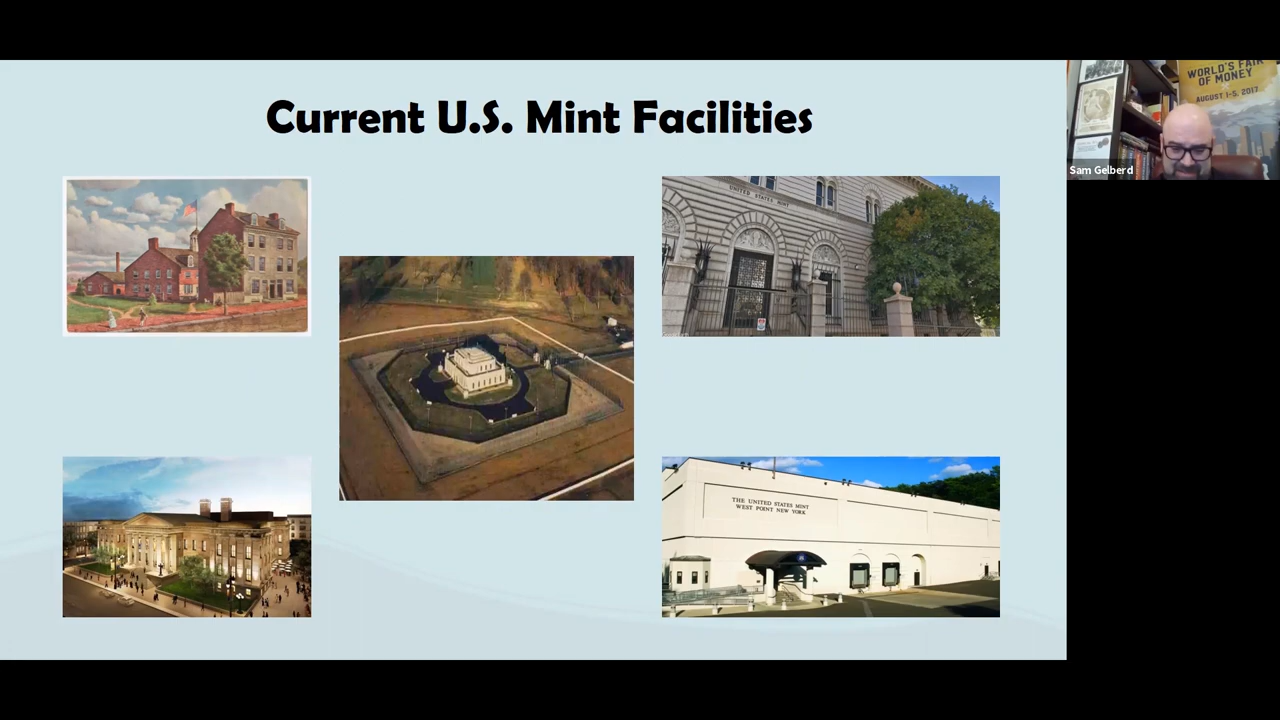 Current U.S. Mint Facilities
UNITED STATES MINT
THE UNITED STATES MINT
WEST POINT NEW YORK
WORLD'S FAIR
OF MONEY
AUGUST 1-5, 2017
Sam Gelberd